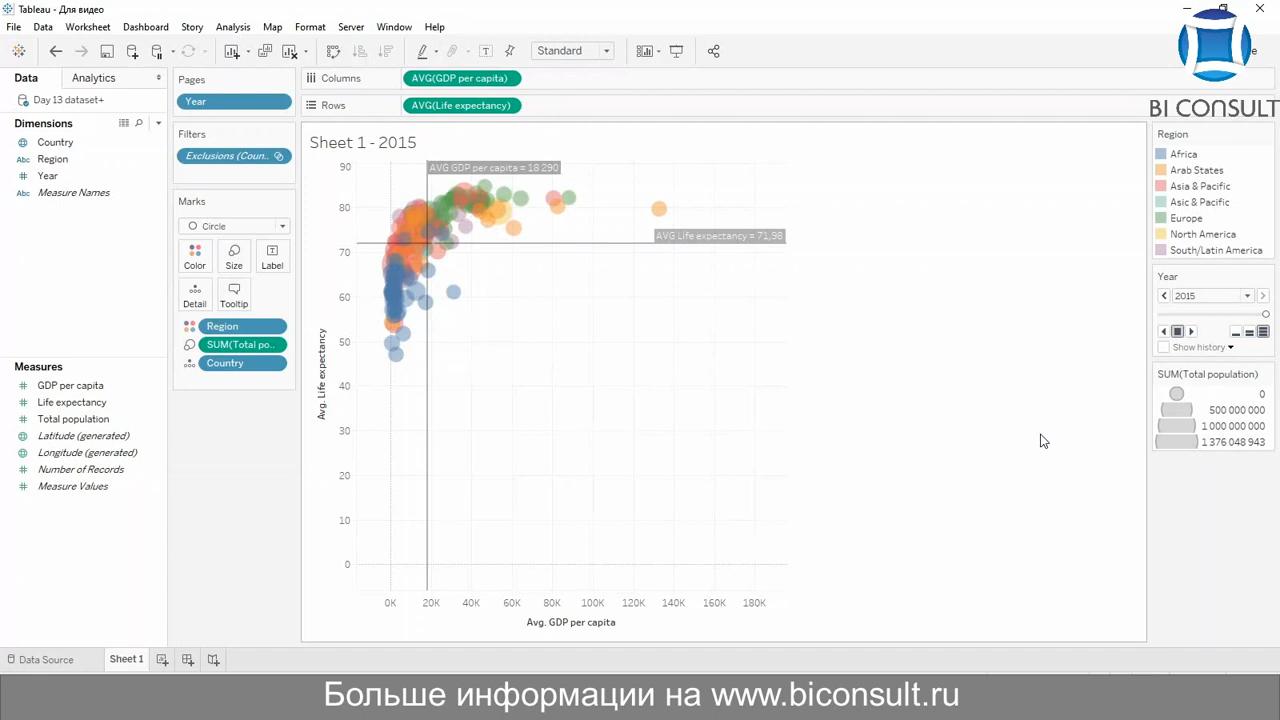 Tableau - Для видео
File Data Worksheet Dashboard Story Analysis Map Format Server Window Help
Standard
BI CONSULT
Data Analytics
Day 13 dataset+
Dimensions
Country
Abc Region
Year
Abc Measure Names
Measures
GDP per capita
Life expectancy
Total population
Latitude (generated)
Longitude (generated)
Number of Records
Measure Values
Pages
Year
Filters
Exclusions (Coun..
Marks
Circle
Color Size Label
Detail Tooltip
Region
SUM(Total po..
Country
Columns AVG(GDP per capita)
Rows AVG(Life expectancy)
Sheet 1 - 2015
AVG GDP per capita = 18 290
AVG Life expectancy = 71,98
90
80
70
60
50
40
30
20
10
0
Avg. Life expectancy
0K 20K 40K 60K 80K 100K 120K 140K 160K 180K
Avg. GDP per capita
Region
Africa
Arab States
Asia & Pacific
Asic & Pacific
Europe
North America
South/Latin America
Year
2015
Show history
SUM(Total population)
0
500 000 000
1 000 000 000
1 376 048 943
Data Source Sheet 1
Больше информации на www.biconsult.ru